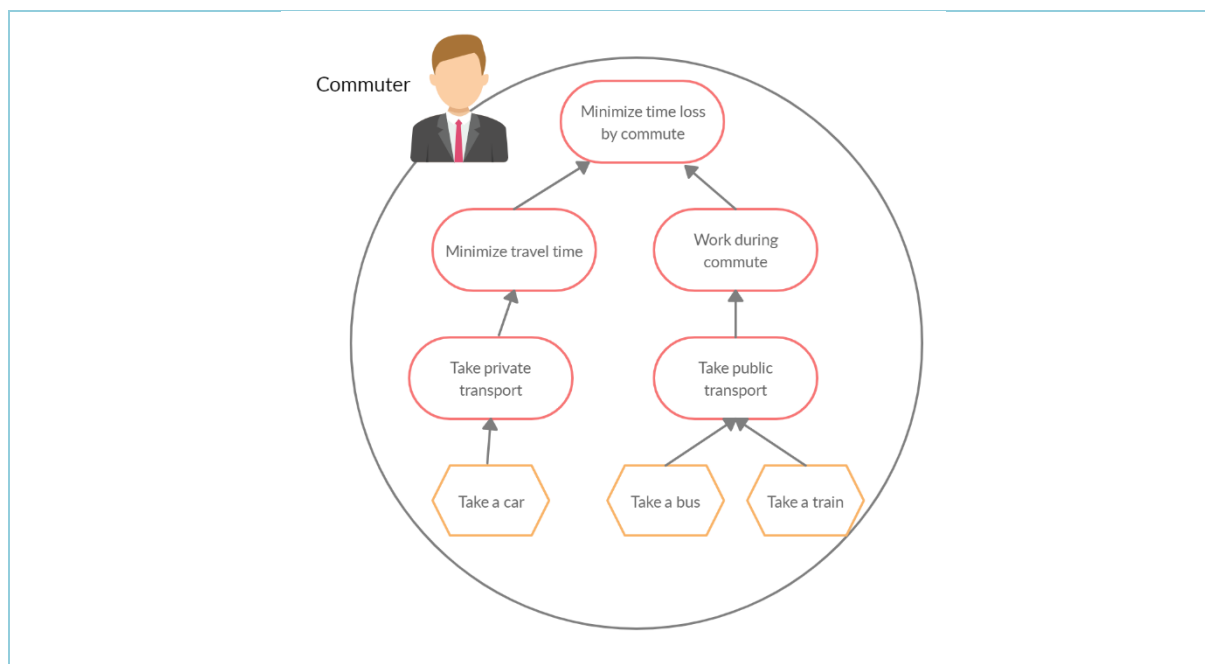 Commuter
Minimize time loss
by commute
Minimize travel time
Work during
commute
Take private
transport
Take public
transport
Take a car
Take a bus
Take a train